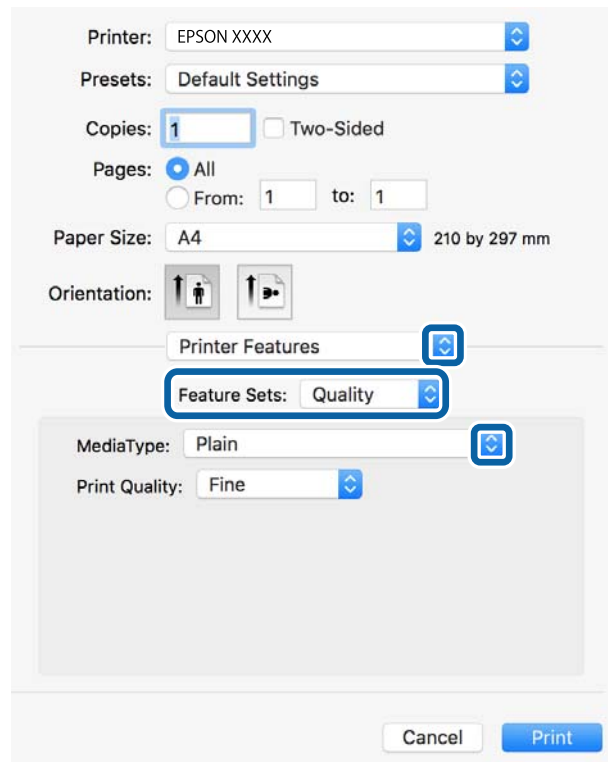 Printer: EPSON XXXX
Presets: Default Settings
Copies: 1 Two-Sided
Pages: All
From: 1 to: 1
Paper Size: A4 210 by 297 mm
Orientation:
Printer Features
Feature Sets: Quality
MediaType: Plain
Print Quality: Fine
Cancel Print